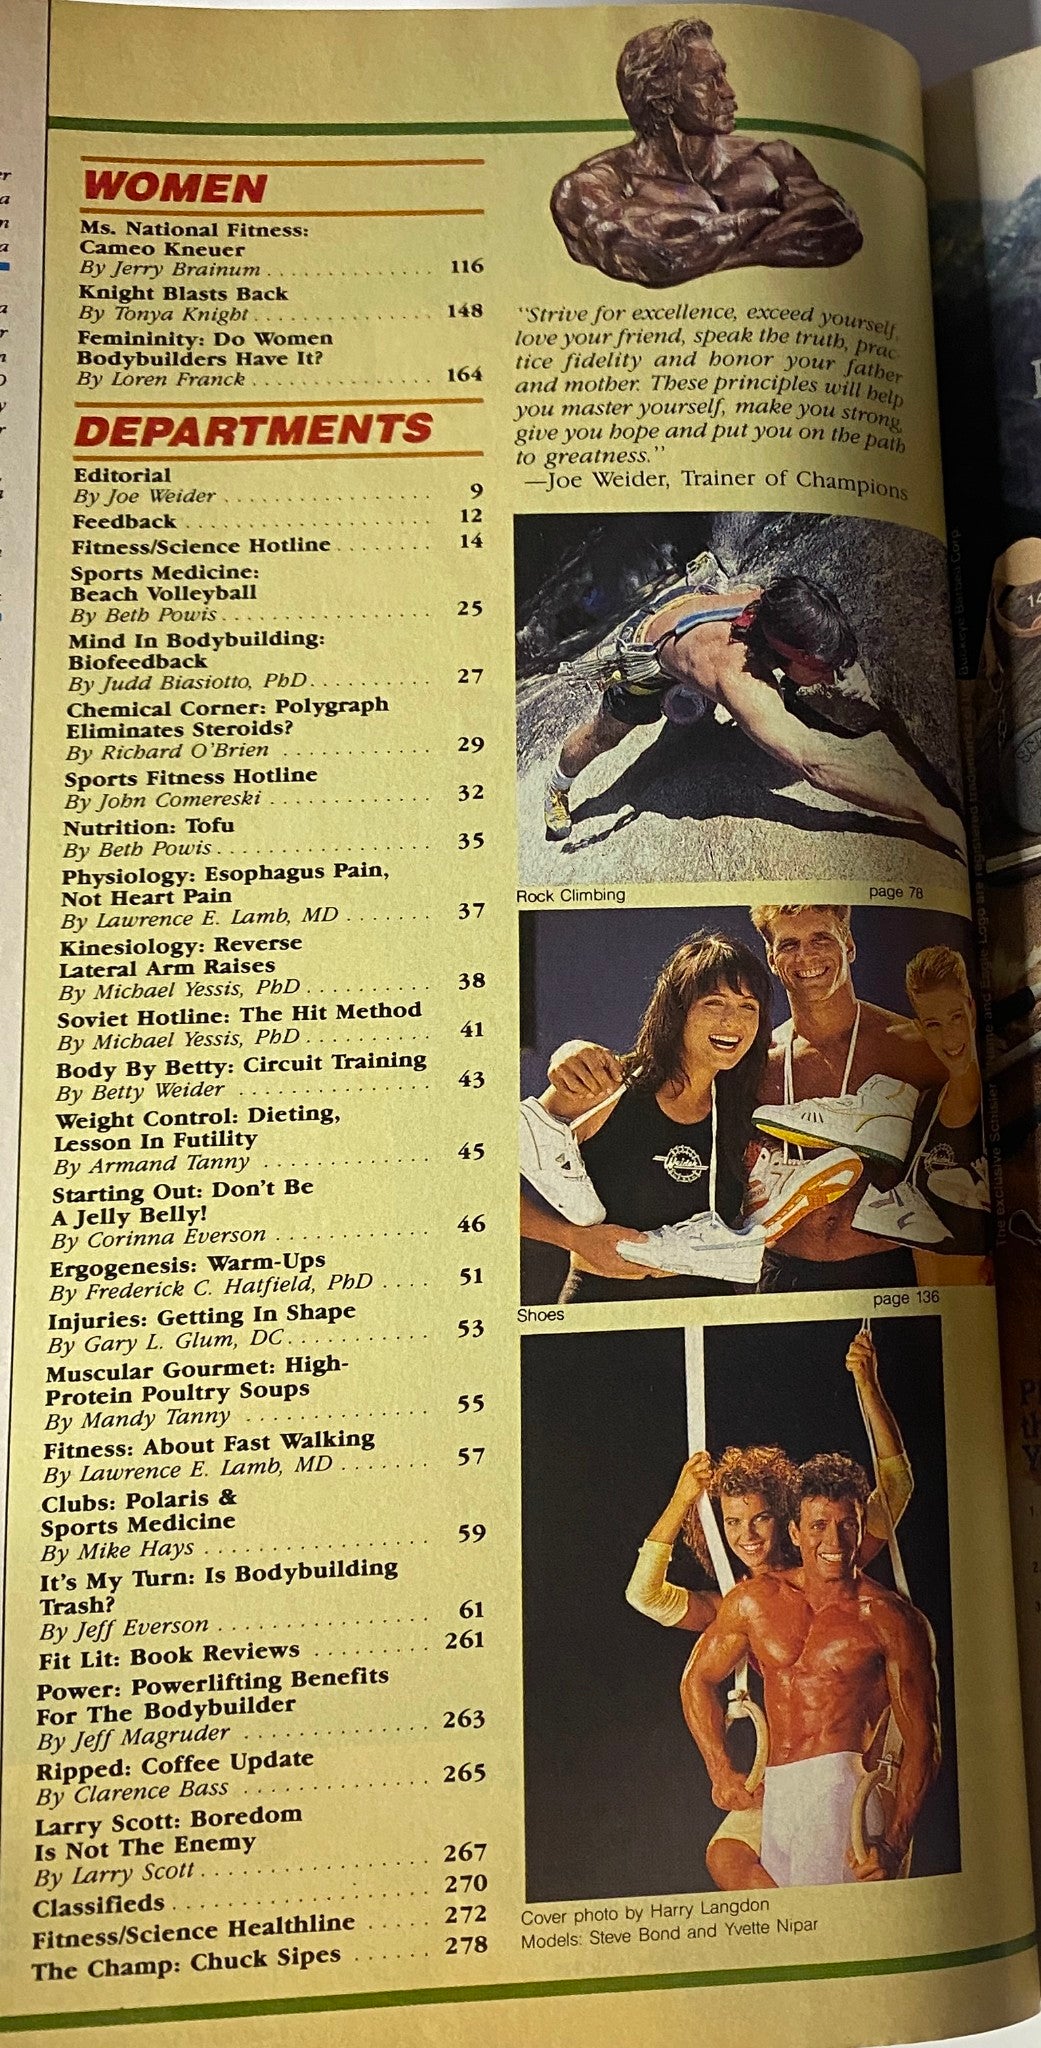 WOMEN
Ms. National Fitness:
Cameo Kneuer
By Jerry Brainum . . . . . . . . . . . . . . 116
Knight Blasts Back
By Tonya Knight . . . . . . . . . . . . . . . 148
Femininity: Do Women
Bodybuilders Have It?
By Loren Franck . . . . . . . . . . . . . . . 164
DEPARTMENTS
Editorial
By Joe Weider . . . . . . . . . . . . . . . . . 9
Feedback . . . . . . . . . . . . . . . . . . . . 12
Fitness/Science Hotline . . . . . . . . 14
Sports Medicine:
Beach Volleyball
By Beth Powis . . . . . . . . . . . . . . . . . 25
Mind In Bodybuilding:
Biofeedback
By Judd Biasiotto, PhD . . . . . . . . . . 27
Chemical Corner: Polygraph
Eliminates Steroids?
By Richard O'Brien . . . . . . . . . . . . 29
Sports Fitness Hotline
By John Comereski . . . . . . . . . . . . . 32
Nutrition: Tofu
By Beth Powis . . . . . . . . . . . . . . . . . 35
Physiology: Esophagus Pain,
Not Heart Pain
By Lawrence E. Lamb, MD . . . . . . . 37
Kinesiology: Reverse
Lateral Arm Raises
By Michael Yessis, PhD . . . . . . . . . . 38
Soviet Hotline: The Hit Method
By Michael Yessis, PhD . . . . . . . . . . 41
Body By Betty: Circuit Training
By Betty Weider . . . . . . . . . . . . . . . 43
Weight Control: Dieting,
Lesson In Futility
By Armand Tanny . . . . . . . . . . . . . 45
Starting Out: Don't Be
A Jelly Belly!
By Corinna Everson . . . . . . . . . . . . 46
Ergogenesis: Warm-Ups
By Frederick C. Hatfield, PhD . . . . 51
Injuries: Getting In Shape
By Gary L. Glum, DC . . . . . . . . . . . 53
Muscular Gourmet: High-
Protein Poultry Soups
By Mandy Tanny . . . . . . . . . . . . . . 55
Fitness: About Fast Walking
By Lawrence E. Lamb, MD . . . . . . . 57
Clubs: Polaris &
Sports Medicine
By Mike Hays . . . . . . . . . . . . . . . . . 59
It's My Turn: Is Bodybuilding
Trash?
By Jeff Everson . . . . . . . . . . . . . . . . 61
Fit Lit: Book Reviews . . . . . . . . . 261
Power: Powerlifting Benefits
For The Bodybuilder
By Jeff Magruder . . . . . . . . . . . . . . 263
Ripped: Coffee Update
By Clarence Bass . . . . . . . . . . . . . . 265
Larry Scott: Boredom
Is Not The Enemy
By Larry Scott . . . . . . . . . . . . . . . . . 267
Classifieds . . . . . . . . . . . . . . . . . . . 270
Fitness/Science Healthline . . . . . 272
The Champ: Chuck Sipes . . . . . . 278
"Strive for excellence, exceed yourself,
love your friend, speak the truth, prac-
tice fidelity and honor your father
and mother. These principles will help
you master yourself, make you strong,
give you hope and put you on the path
to greatness."
—Joe Weider, Trainer of Champions
Rock Climbing page 78
Weider
Shoes page 136
Cover photo by Harry Langdon
Models: Steve Bond and Yvette Nipar